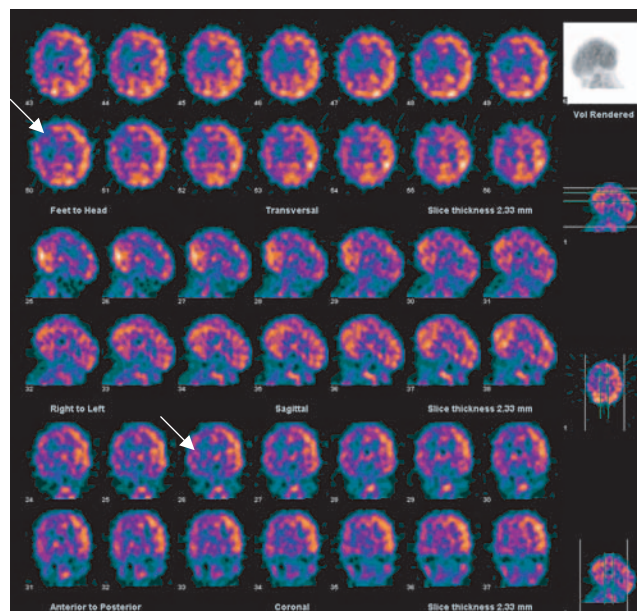 43 44 45 46 47 48 49
Vol Rendered
50 51 52 53 54 55 56
Feet to Head Transversal Slice thickness 2.33 mm
1
25 26 27 28 29 30 31
32 33 34 35 36 37 38
Right to Left Sagittal Slice thickness 2.33 mm
1
24 25 26 27 28 29 30
31 32 33 34 35 36 37
Anterior to Posterior Coronal Slice thickness 2.33 mm